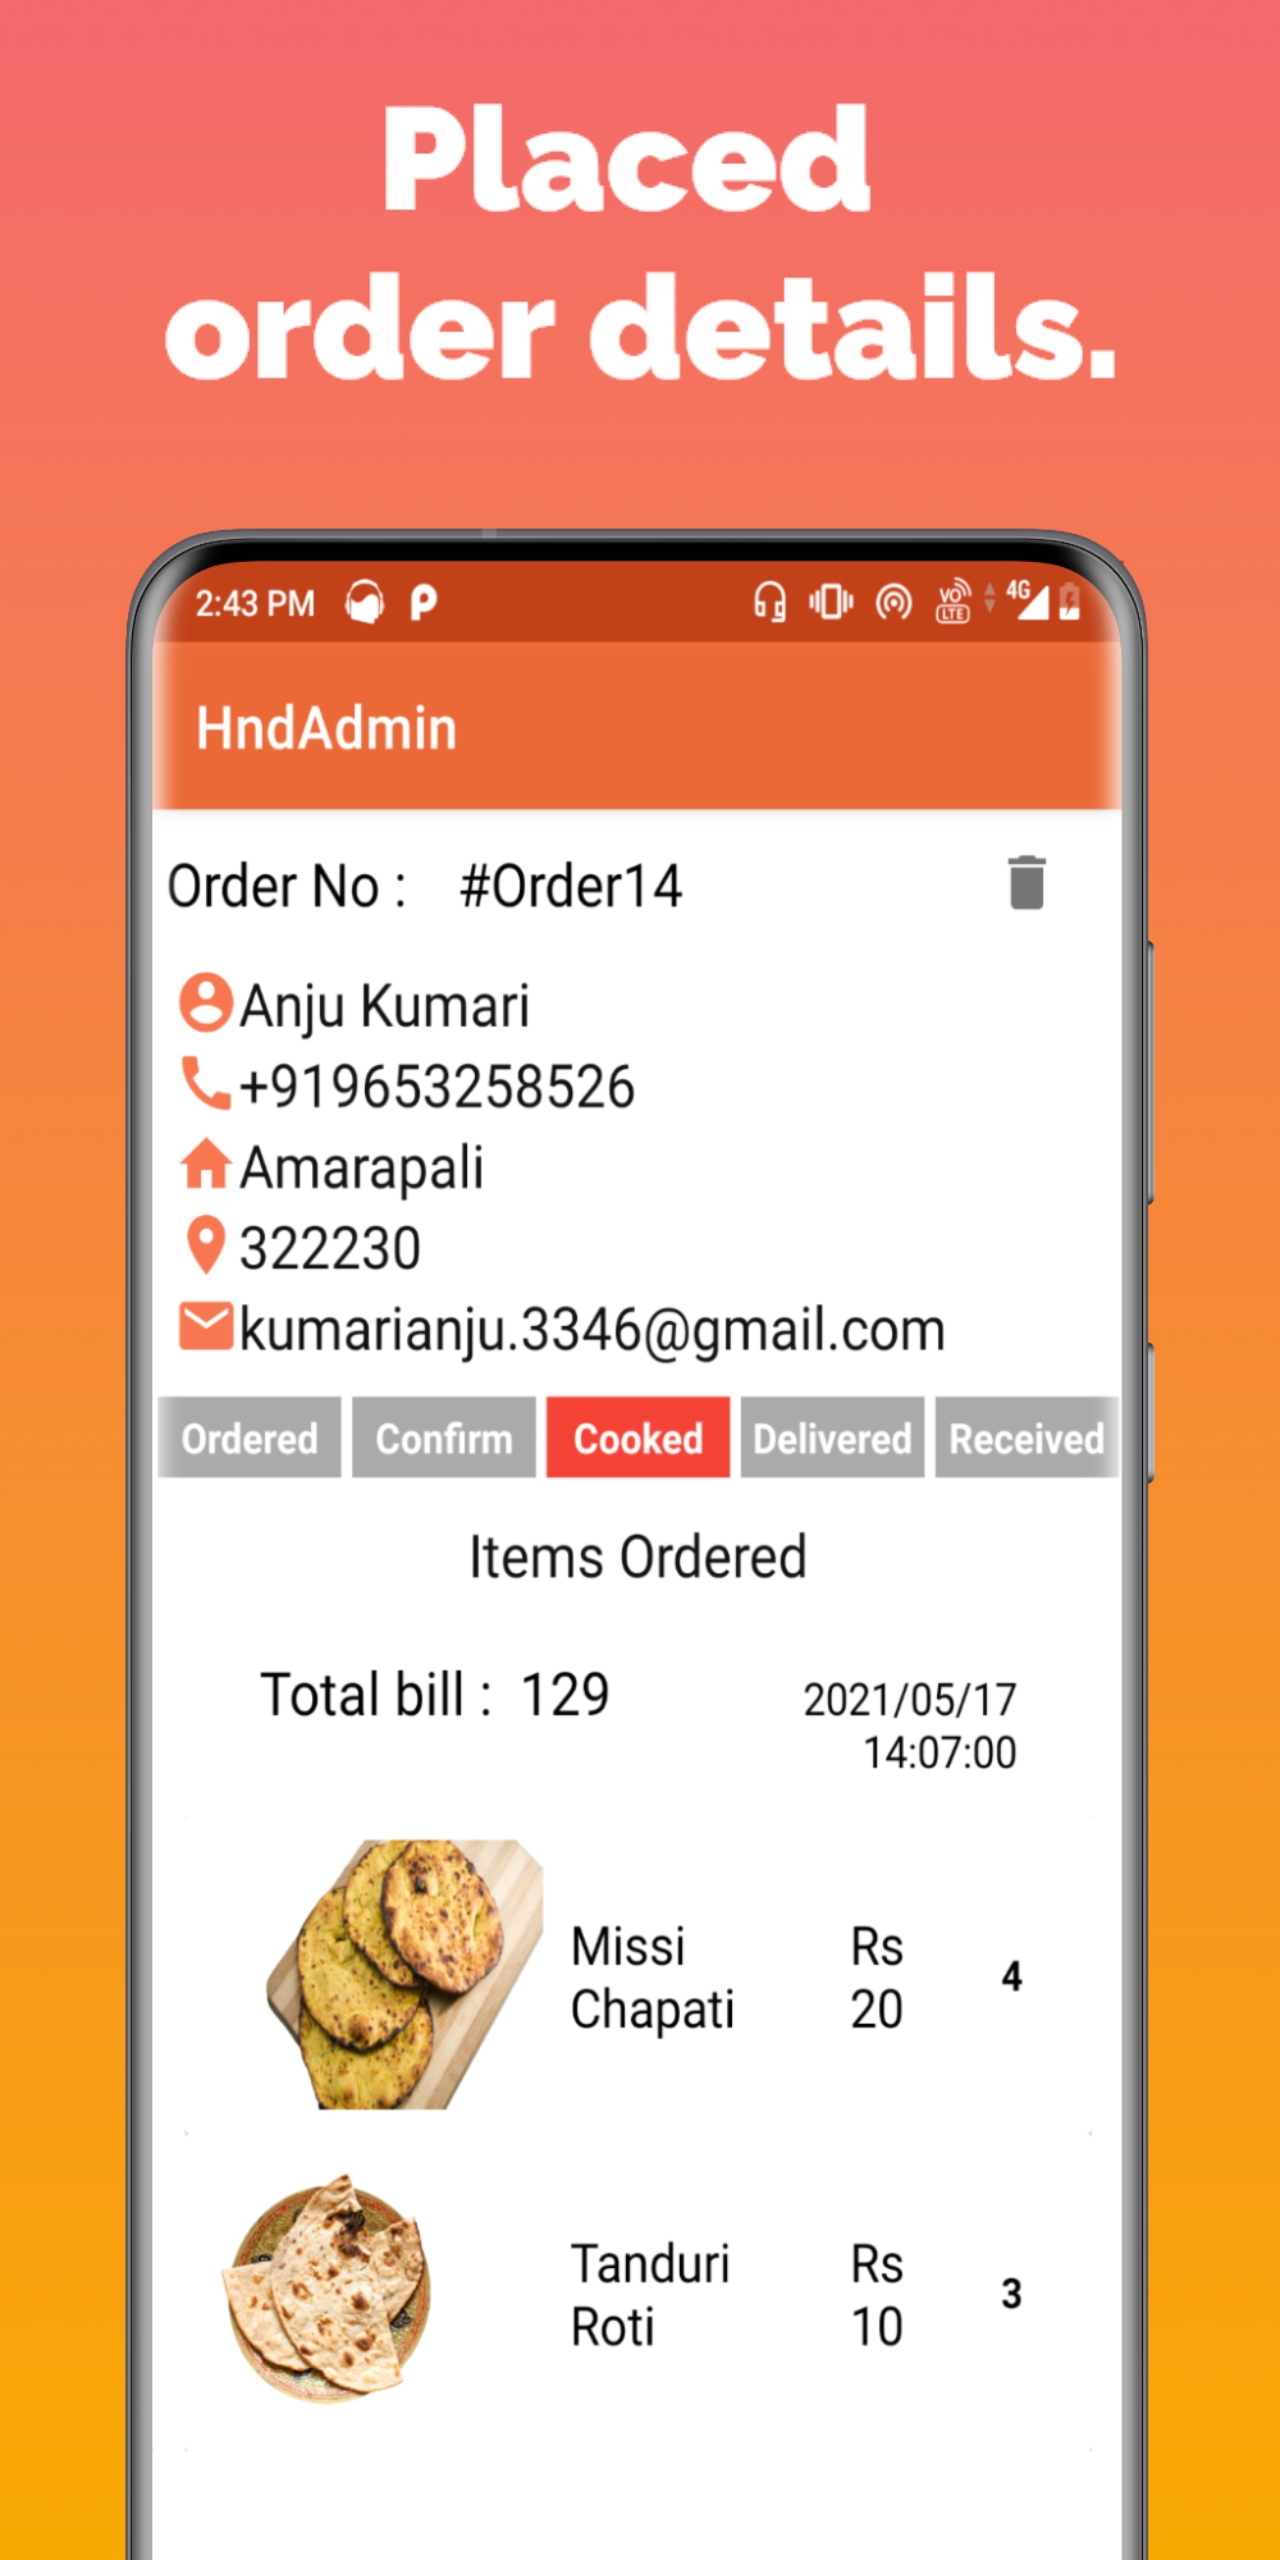 Placed
order details.
2:43 PM
VO LTE 4G
HndAdmin
Order No : #Order14
Anju Kumari
+919653258526
Amarapali
322230
kumarianju.3346@gmail.com
Ordered Confirm Cooked Delivered Received
Items Ordered
Total bill : 129 2021/05/17
14:07:00
Missi Rs
Chapati 20
4
Tanduri Rs
Roti 10
3